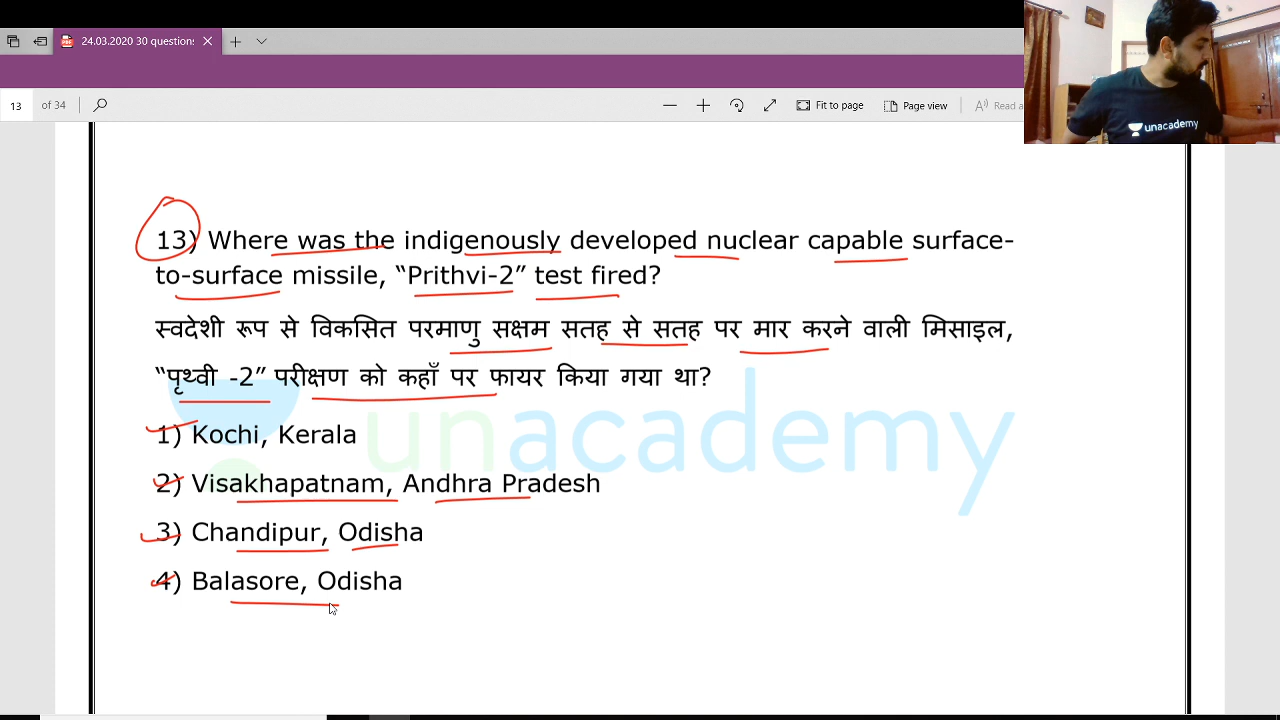 24.03.2020 30 question:
13 of 34 Fit to page Page view Read a
unacademy
13) Where was the indigenously developed nuclear capable surface-
to-surface missile, “Prithvi-2” test fired?
स्वदेशी रूप से विकसित परमाणु सक्षम सतह से सतह पर मार करने वाली मिसाइल,
“पृथ्वी -2” परीक्षण को कहाँ पर फायर किया गया था?
1) Kochi, Kerala
unacademy
2) Visakhapatnam, Andhra Pradesh
3) Chandipur, Odisha
4) Balasore, Odisha